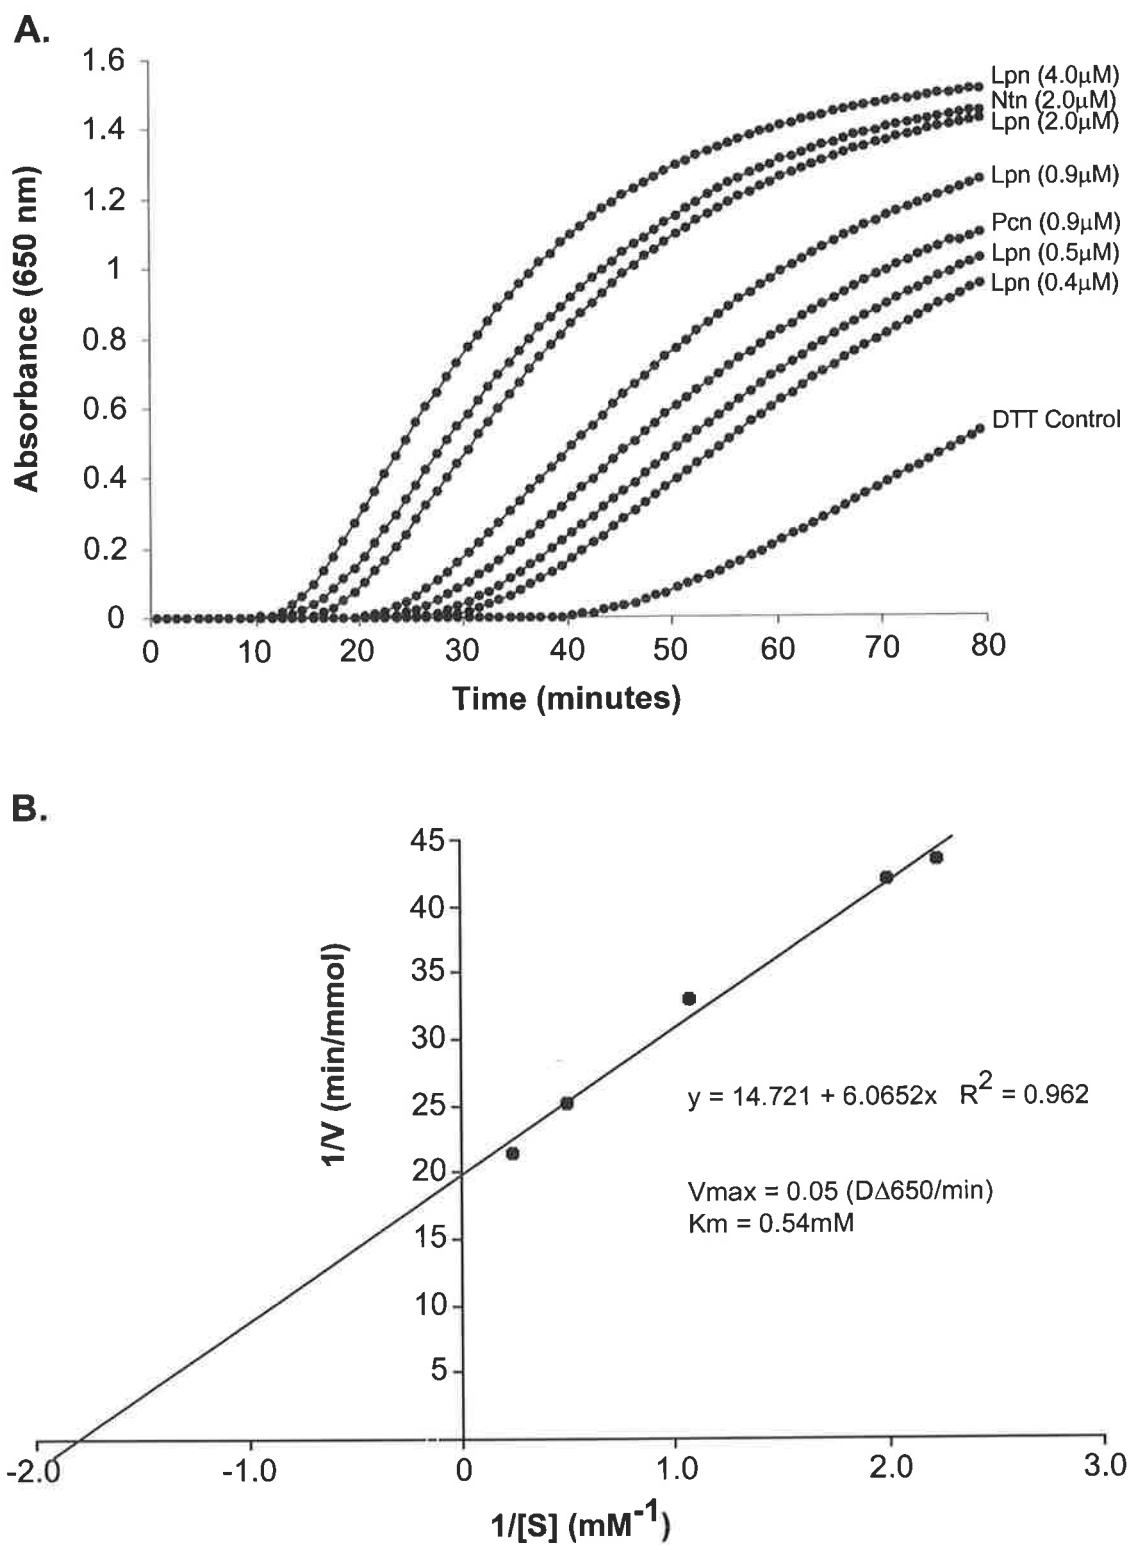 A.
1.6
1.4
1.2
1
0.8
0.6
0.4
0.2
0
Absorbance (650 nm)
Lpn (4.0μM)
Ntn (2.0μM)
Lpn (2.0μM)
Lpn (0.9μM)
Pcn (0.9μM)
Lpn (0.5μM)
Lpn (0.4μM)
DTT Control
0 10 20 30 40 50 60 70 80
Time (minutes)
B.
45
40
35
30
25
20
15
10
5
1/V (min/mmol)
y = 14.721 + 6.0652x R² = 0.962
Vmax = 0.05 (DΔ650/min)
Km = 0.54mM
-2.0 -1.0 0 1.0 2.0 3.0
1/[S] (mM⁻¹)